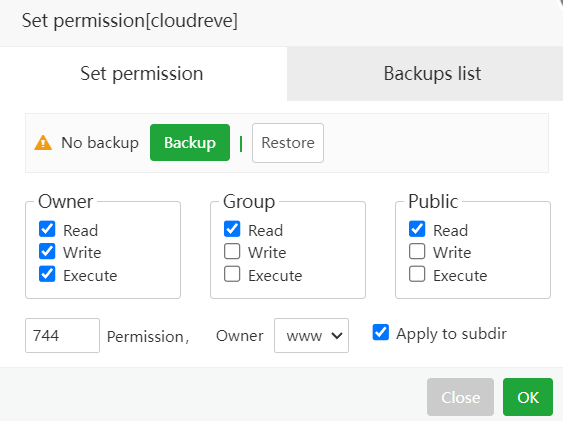 Set permission[cloudreve]
Set permission Backups list
No backup Backup | Restore
Owner Group Public
Read Read Read
Write Write Write
Execute Execute Execute
744 Permission, Owner www Apply to subdir
Close OK